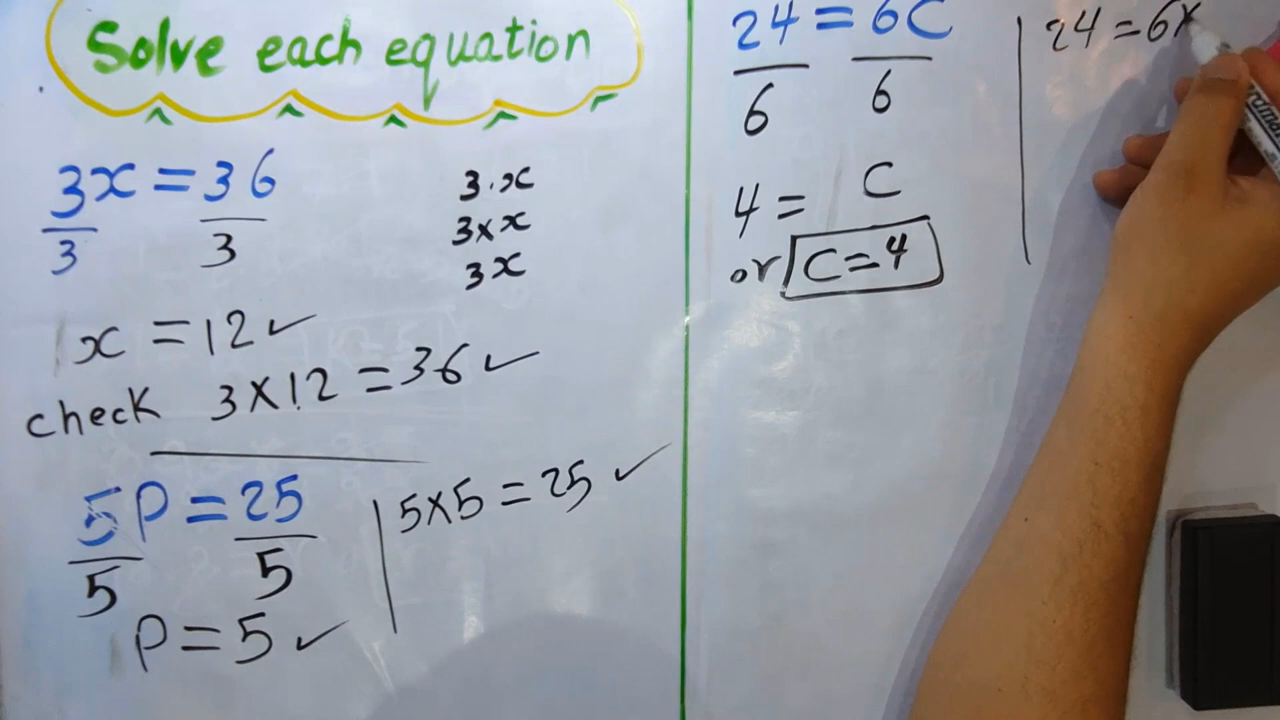 Solve each equation
3x = 36
3 3
3·x
3×x
3x
x = 12 ✓
check 3×12 = 36 ✓
5P = 25
5 5
P = 5 ✓
5×5 = 25 ✓
24 = 6C
6 6
4 = C
or C = 4
24 = 6×